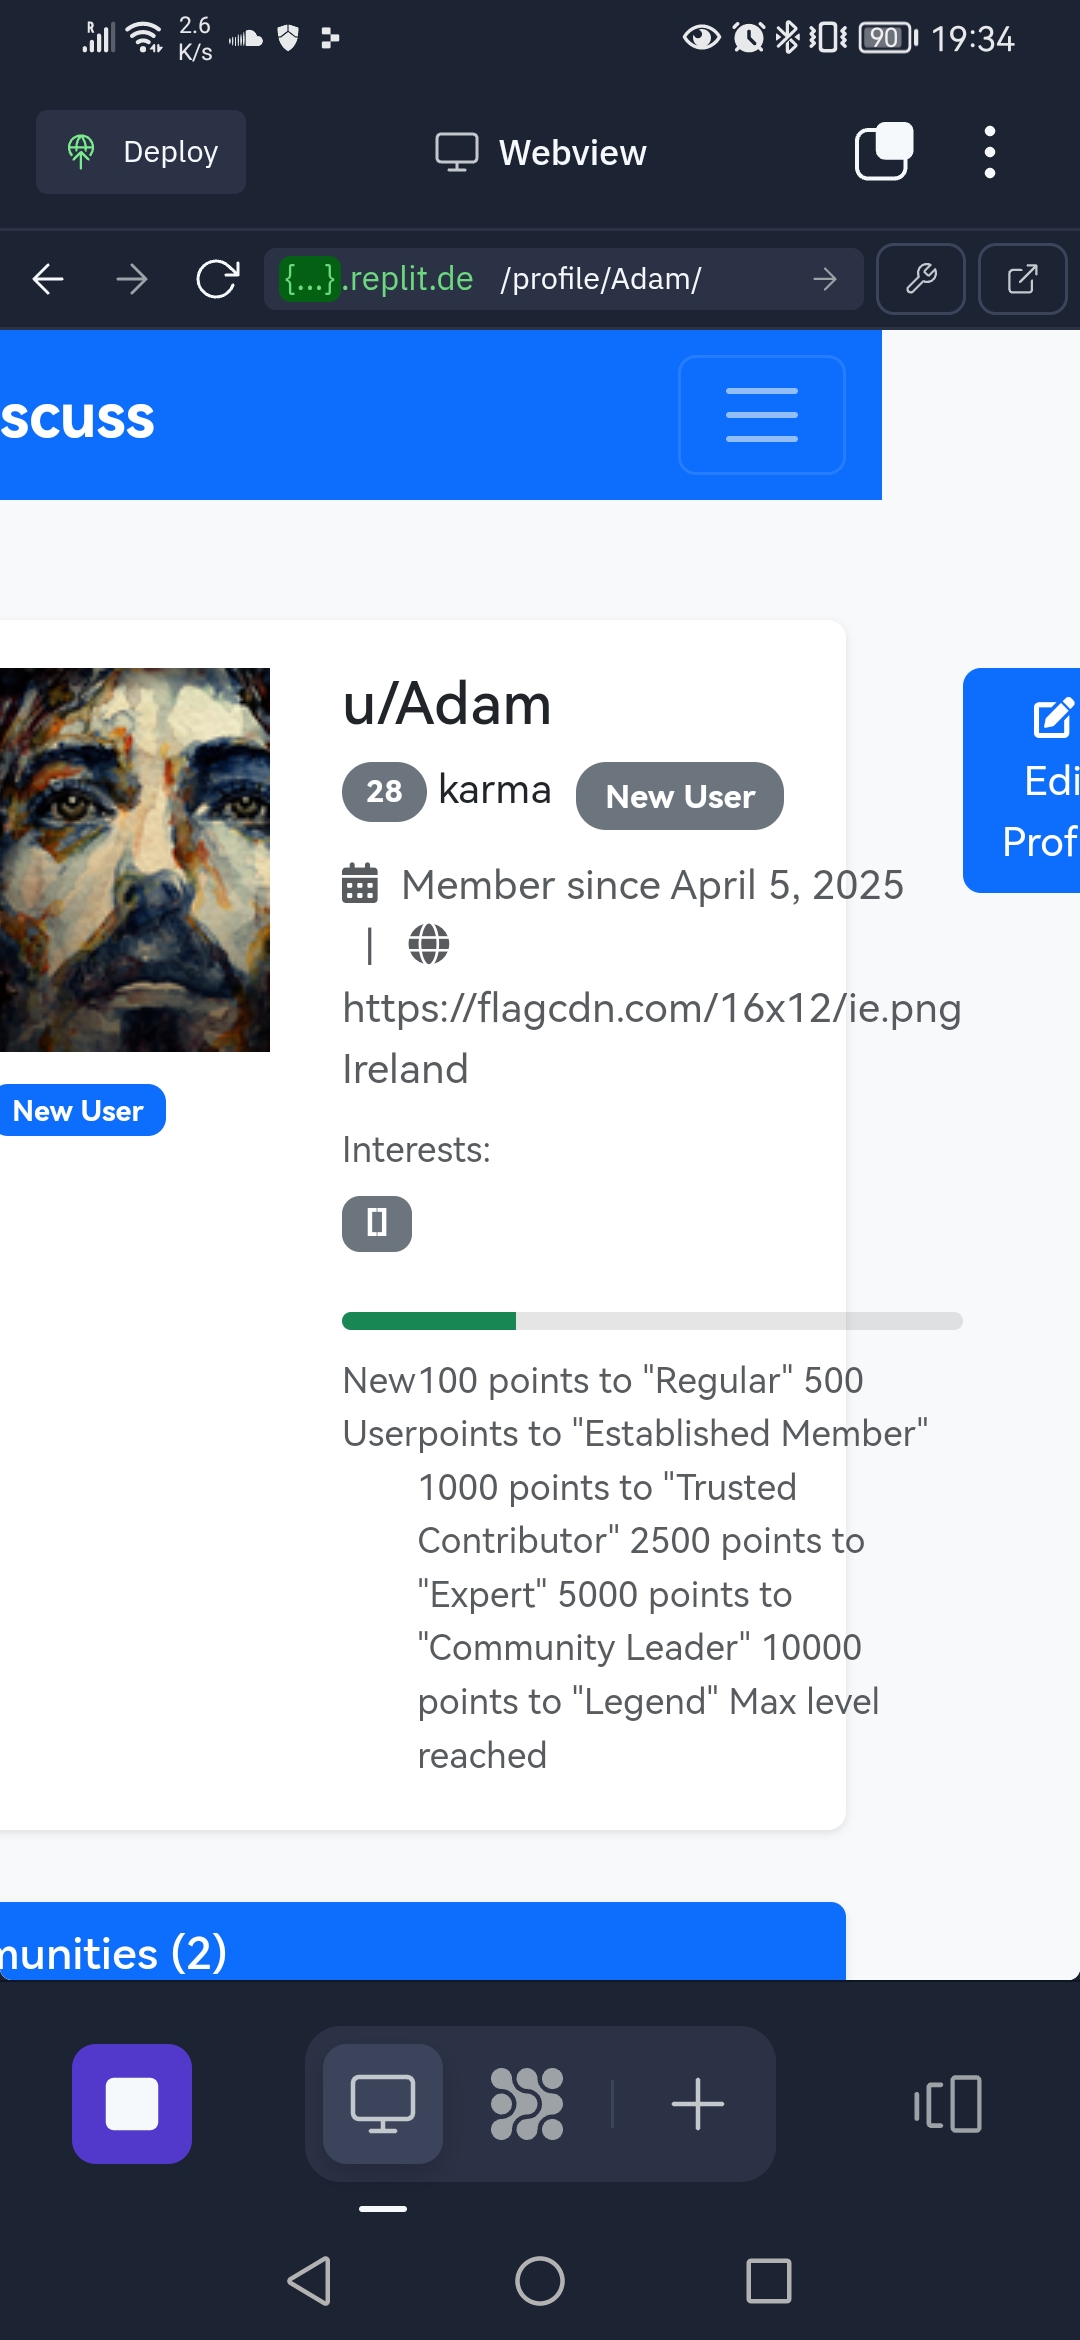 2.6
K/s
90
19:34
Deploy
Webview
{...}.replit.de /profile/Adam/
scuss
u/Adam
28 karma New User
Member since April 5, 2025
|
https://flagcdn.com/16x12/ie.png
Ireland
New User
Interests:
[]
Edi
Prof
New100 points to "Regular" 500
Userpoints to "Established Member"
1000 points to "Trusted
Contributor" 2500 points to
"Expert" 5000 points to
"Community Leader" 10000
points to "Legend" Max level
reached
munities (2)